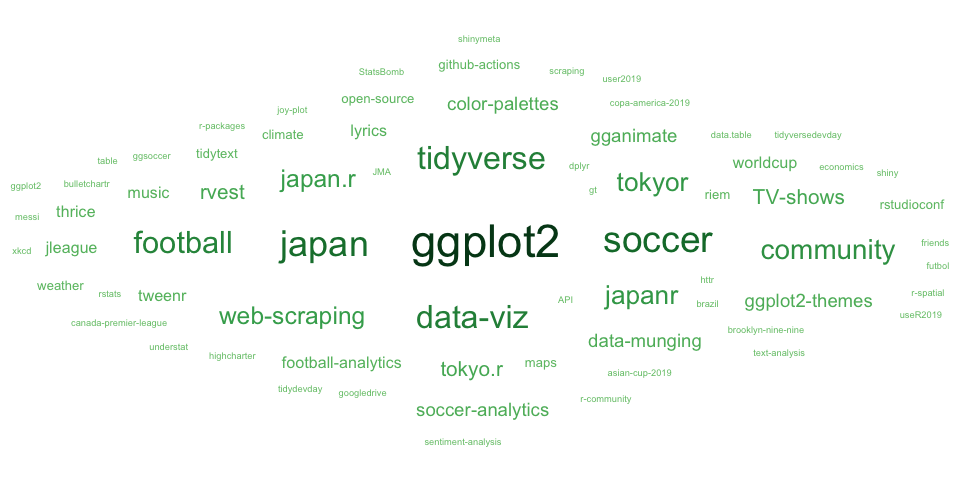 shinymeta
StatsBomb github-actions scraping user2019
joy-plot open-source color-palettes copa-america-2019
r-packages climate lyrics gganimate data.table tidyversedevday
table ggsoccer tidytext tidyverse dplyr worldcup economics shiny
ggplot2 bulletchartr music rvest japan.r JMA gt tokyor riem TV-shows rstudioconf
messi thrice
xkcd jleague football japan ggplot2 soccer community friends
futbol
weather rstats tweenr API japanr httr brazil ggplot2-themes r-spatial
canada-premier-league web-scraping data-viz useR2019
understat highcharter data-munging brooklyn-nine-nine text-analysis
football-analytics tokyo.r maps asian-cup-2019
tidydevday googledrive soccer-analytics r-community
sentiment-analysis